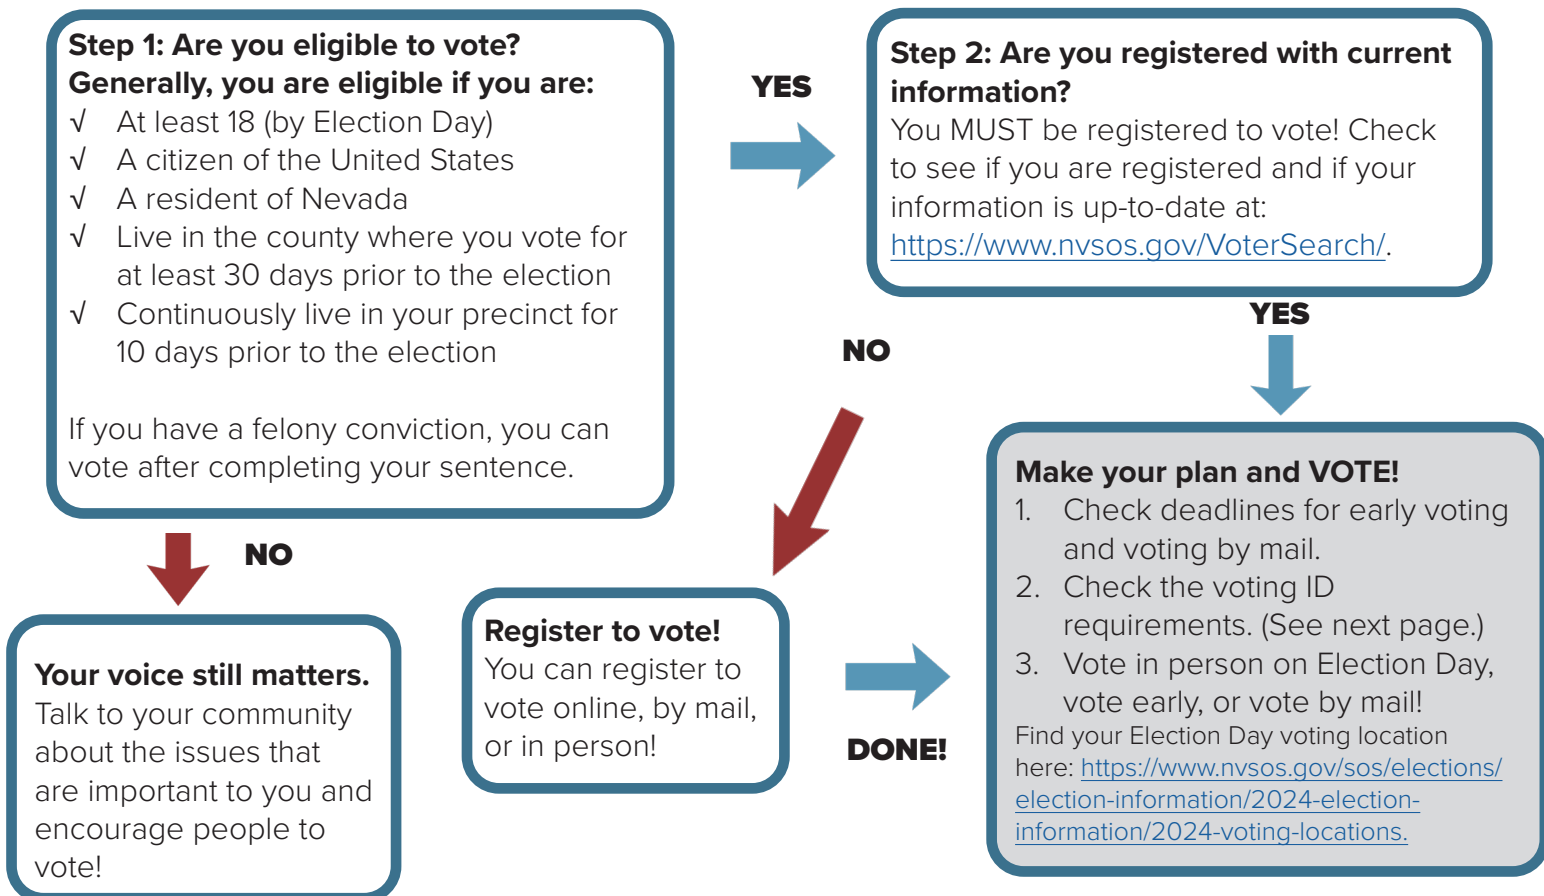 Step 1: Are you eligible to vote?
Generally, you are eligible if you are:
√ At least 18 (by Election Day)
√ A citizen of the United States
√ A resident of Nevada
√ Live in the county where you vote for
at least 30 days prior to the election
√ Continuously live in your precinct for
10 days prior to the election
If you have a felony conviction, you can
vote after completing your sentence.
YES
Step 2: Are you registered with current
information?
You MUST be registered to vote! Check
to see if you are registered and if your
information is up-to-date at:
https://www.nvsos.gov/VoterSearch/.
YES
NO
NO
Your voice still matters.
Talk to your community
about the issues that
are important to you and
encourage people to
vote!
Register to vote!
You can register to
vote online, by mail,
or in person!
DONE!
Make your plan and VOTE!
1. Check deadlines for early voting
and voting by mail.
2. Check the voting ID
requirements. (See next page.)
3. Vote in person on Election Day,
vote early, or vote by mail!
Find your Election Day voting location
here: https://www.nvsos.gov/sos/elections/
election-information/2024-election-
information/2024-voting-locations.